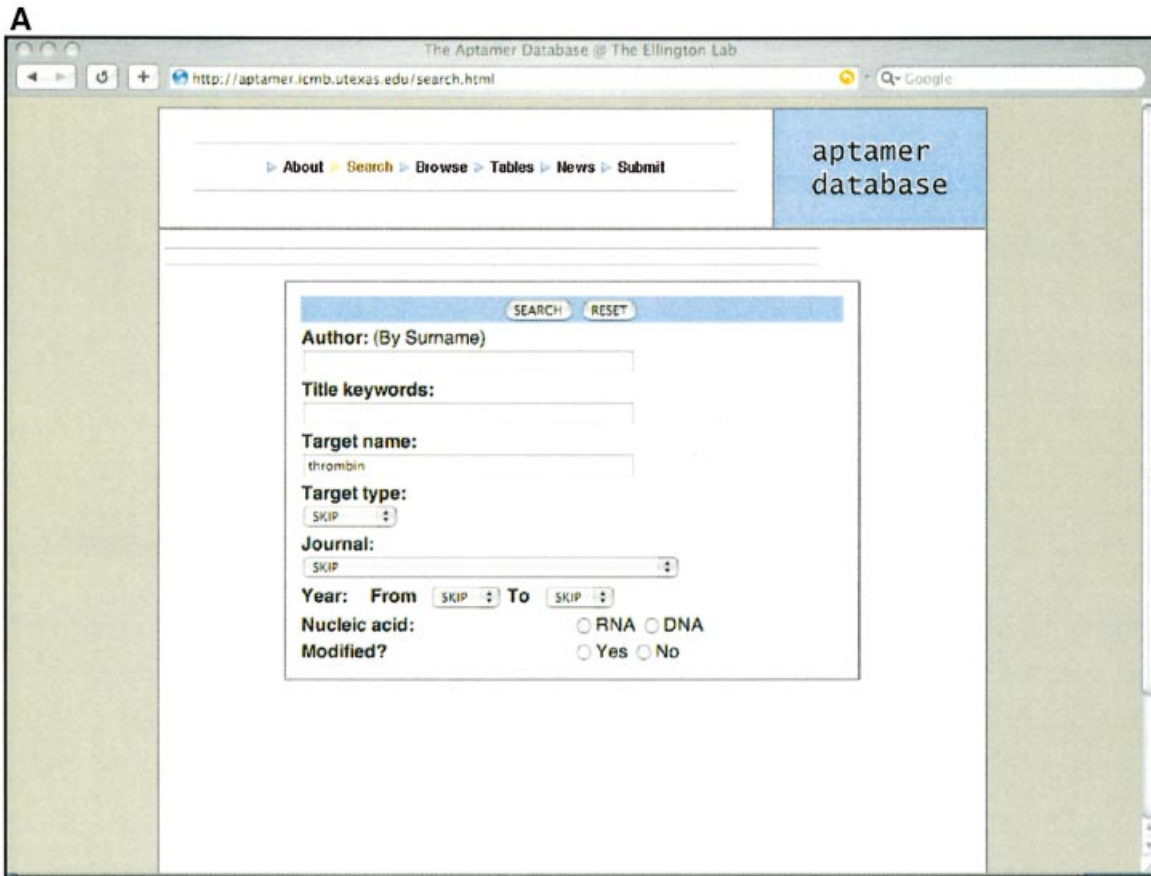 A
The Aptamer Database @ The Ellington Lab
http://aptamer.icmb.utexas.edu/search.html
Google
About Search Browse Tables News Submit
aptamer
database
SEARCH RESET
Author: (By Surname)
Title keywords:
Target name:
thrombin
Target type:
SKIP
Journal:
SKIP
Year: From SKIP To SKIP
Nucleic acid: RNA DNA
Modified? Yes No